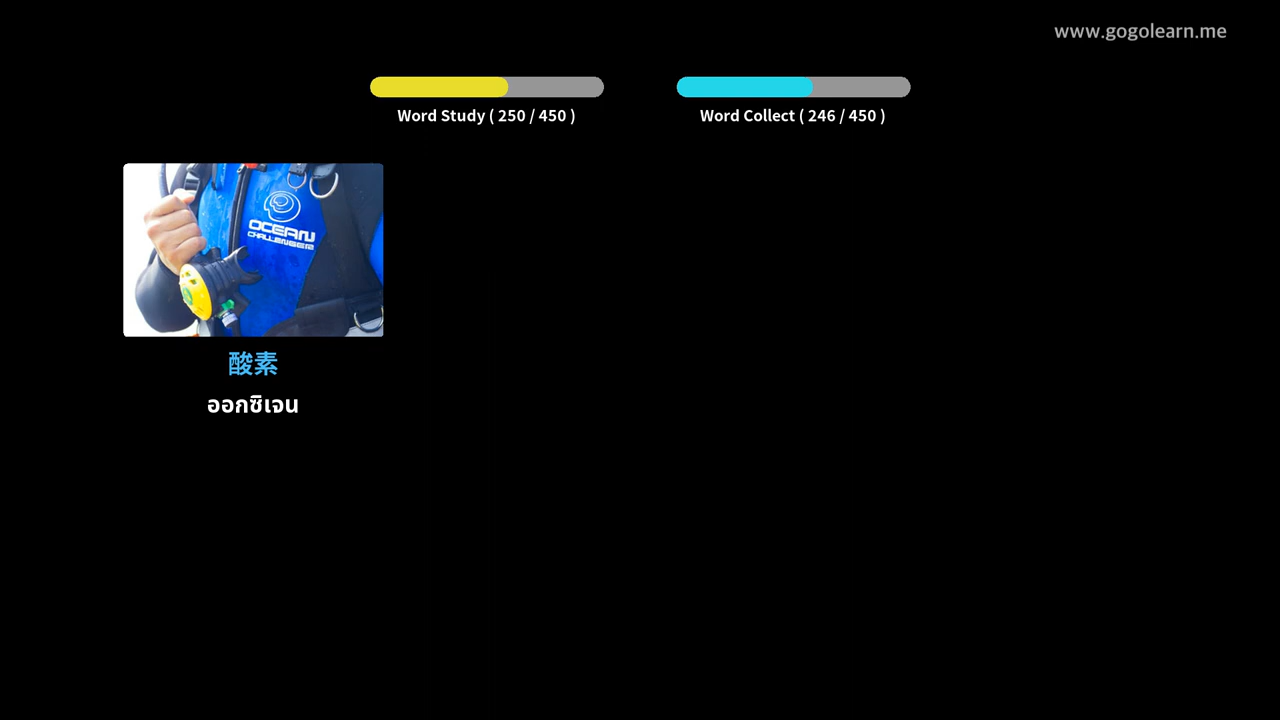 www.gogolearn.me
Word Study ( 250 / 450 )
Word Collect ( 246 / 450 )
OCEAN
CHALLENGER
酸素
ออกซิเจน